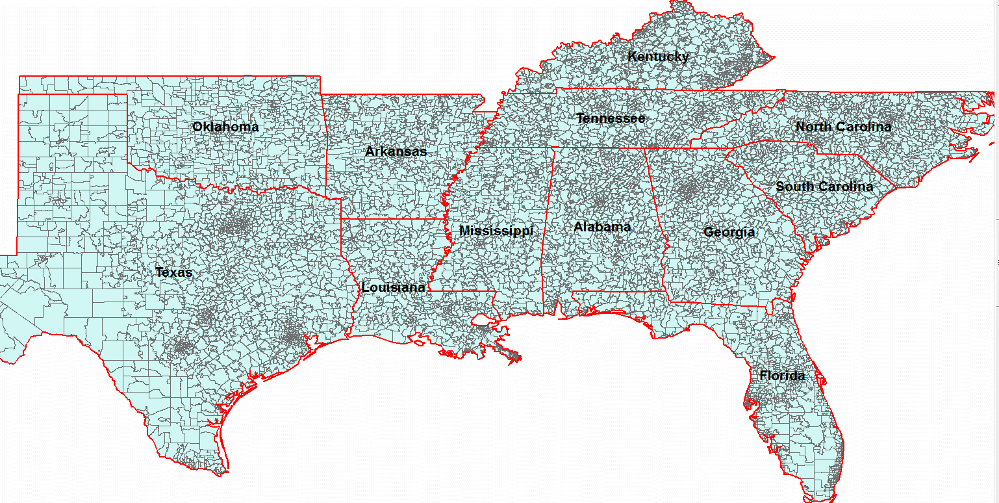 Kentucky
Tennessee
North Carolina
Oklahoma
Arkansas
South Carolina
Mississippi
Alabama
Georgia
Texas
Louisiana
Florida